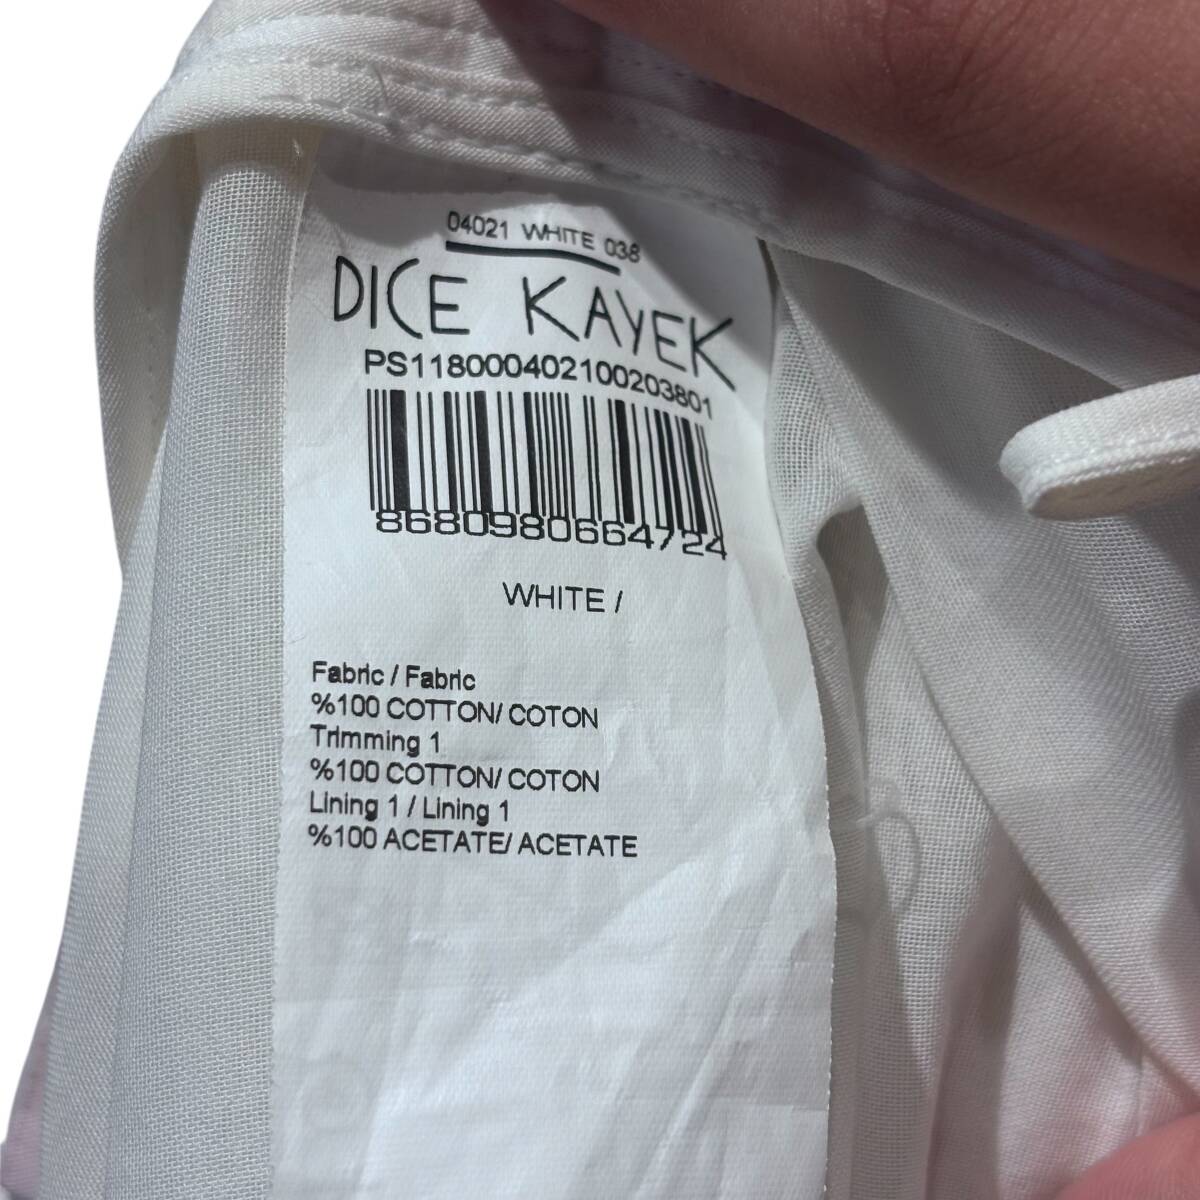 04021 WHITE 038
DICE KAYEK
PS118000402100203801
8680980664724
WHITE /
Fabric / Fabric
%100 COTTON/ COTON
Trimming 1
%100 COTTON/ COTON
Lining 1 / Lining 1
%100 ACETATE/ ACETATE